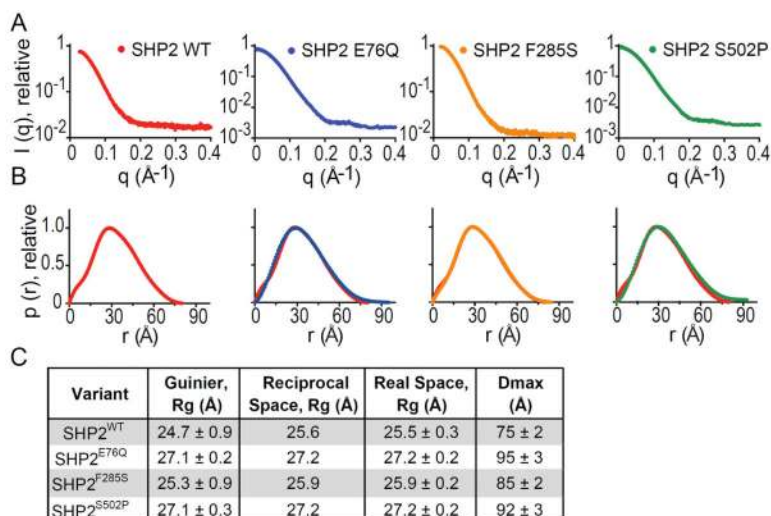 A
SHP2 WT
SHP2 E76Q
SHP2 F285S
SHP2 S502P
I (q), relative
1
10-1
10-2
0 0.1 0.2 0.3 0.4
q (Å-1)
1
10-1
10-2
10-3
0 0.1 0.2 0.3 0.4
q (Å-1)
1
10-1
10-2
0 0.1 0.2 0.3 0.4
q (Å-1)
1
10-1
10-2
10-3
0 0.1 0.2 0.3 0.4
q (Å-1)
B
p (r), relative
1.0
0.5
0
0 30 60 90
r (Å)
0 30 60 90
r (Å)
0 30 60 90
r (Å)
0 30 60 90
r (Å)
C
Variant Guinier, Rg (Å) Reciprocal Space, Rg (Å) Real Space, Rg (Å) Dmax (Å)
SHP2WT 24.7 ± 0.9 25.6 25.5 ± 0.3 75 ± 2
SHP2E76Q 27.1 ± 0.2 27.2 27.2 ± 0.2 95 ± 3
SHP2F285S 25.3 ± 0.9 25.9 25.9 ± 0.2 85 ± 2
SHP2S502P 27.1 ± 0.3 27.2 27.2 ± 0.2 92 ± 3